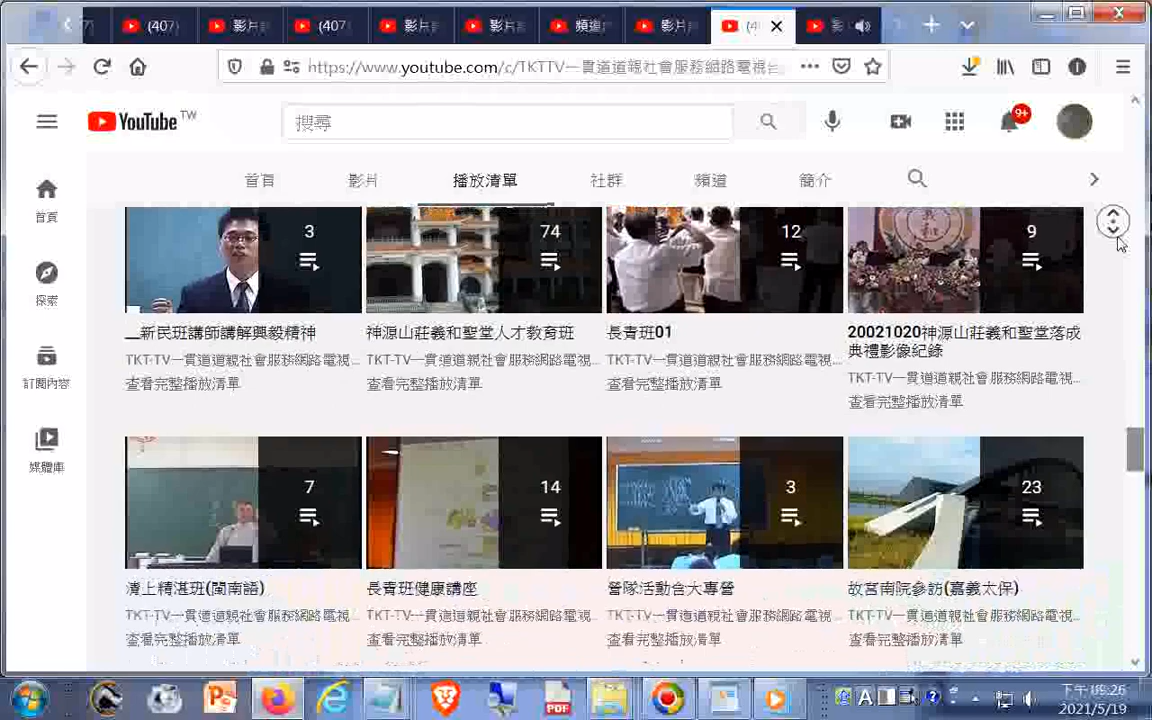 (407
影片
(407
影片
影片
頻道
影片
(4(
影
https://www.youtube.com/c/TKTTV一貫道道親社會服務網路電視台
YouTube TW
搜尋
9+
首頁
影片
播放清單
社群
頻道
簡介
首頁
探索
訂閱內容
媒體庫
3
74
12
9
二新民班講師講解興毅精神
神源山莊羲和聖堂人才教育班
長青班01
20021020神源山莊羲和聖堂落成
典禮影像紀錄
TKT-TV一貫道道親社會服務網路電視...
TKT-TV一貫道道親社會服務網路電視...
TKT-TV一貫道道親社會服務網路電視...
TKT-TV一貫道道親社會服務網路電視...
查看完整播放清單
查看完整播放清單
查看完整播放清單
查看完整播放清單
7
14
3
23
濟上精湛班(閩南語)
長青班健康講座
營隊活動含大專營
故宮南院參訪(嘉義太保)
TKT-TV一貫道道親社會服務網路電視...
TKT-TV一貫道道親社會服務網路電視...
TKT-TV一貫道道親社會服務網路電視...
TKT-TV一貫道道親社會服務網路電視...
查看完整播放清單
查看完整播放清單
查看完整播放清單
查看完整播放清單
PDF
A
下午 09:26
2021/5/19